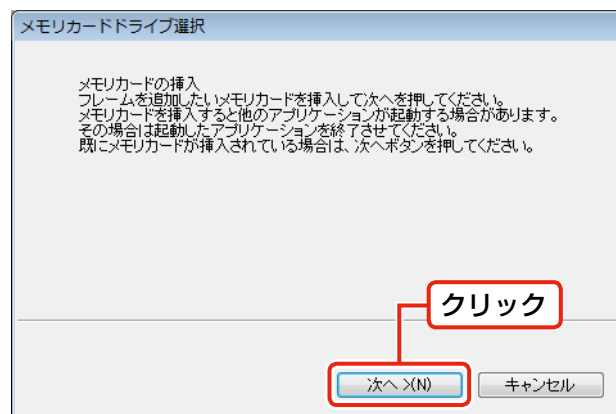 メモリカードドライブ選択
メモリカードの挿入
フレームを追加したいメモリカードを挿入して次へを押してください。
メモリカードを挿入すると他のアプリケーションが起動する場合があります。
その場合は起動したアプリケーションを終了させてください。
既にメモリカードが挿入されている場合は、次へボタンを押してください。
クリック
次へ >(N)
キャンセル